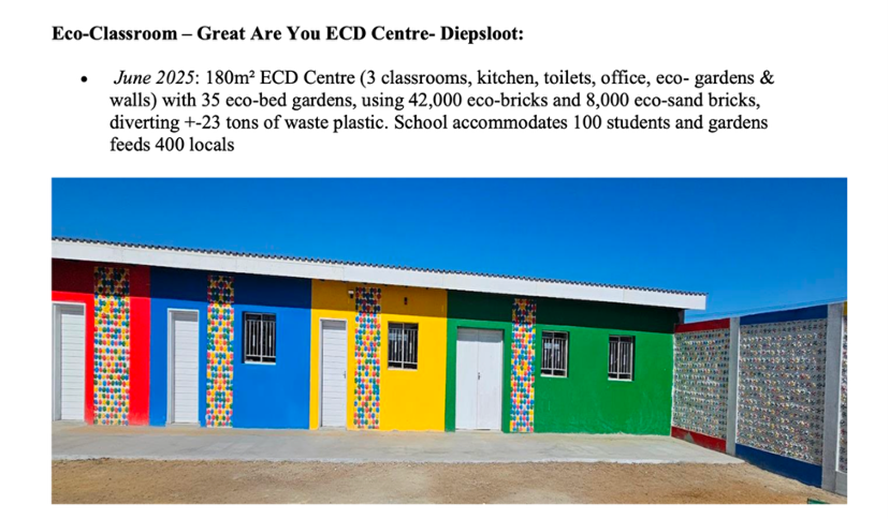 Eco-Classroom – Great Are You ECD Centre- Diepsloot:
• June 2025: 180m² ECD Centre (3 classrooms, kitchen, toilets, office, eco- gardens &
walls) with 35 eco-bed gardens, using 42,000 eco-bricks and 8,000 eco-sand bricks,
diverting +-23 tons of waste plastic. School accommodates 100 students and gardens
feeds 400 locals